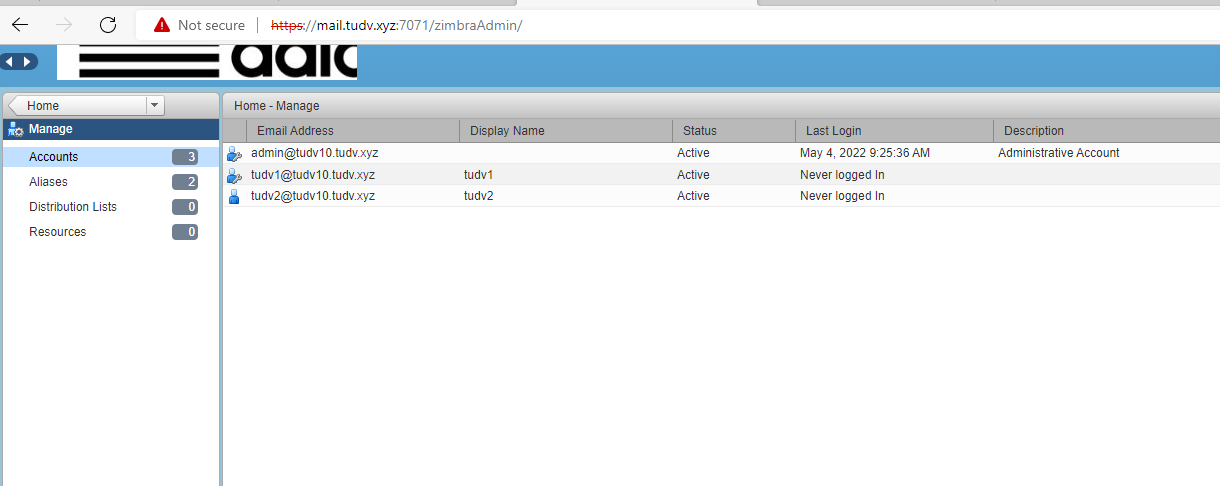 Not secure | https://mail.tudv.xyz:7071/zimbraAdmin/
Home
Home - Manage
Manage
Email Address Display Name Status Last Login Description
Accounts 3
admin@tudv10.tudv.xyz Active May 4, 2022 9:25:36 AM Administrative Account
Aliases 2
tudv1@tudv10.tudv.xyz tudv1 Active Never logged In
tudv2@tudv10.tudv.xyz tudv2 Active Never logged In
Distribution Lists 0
Resources 0